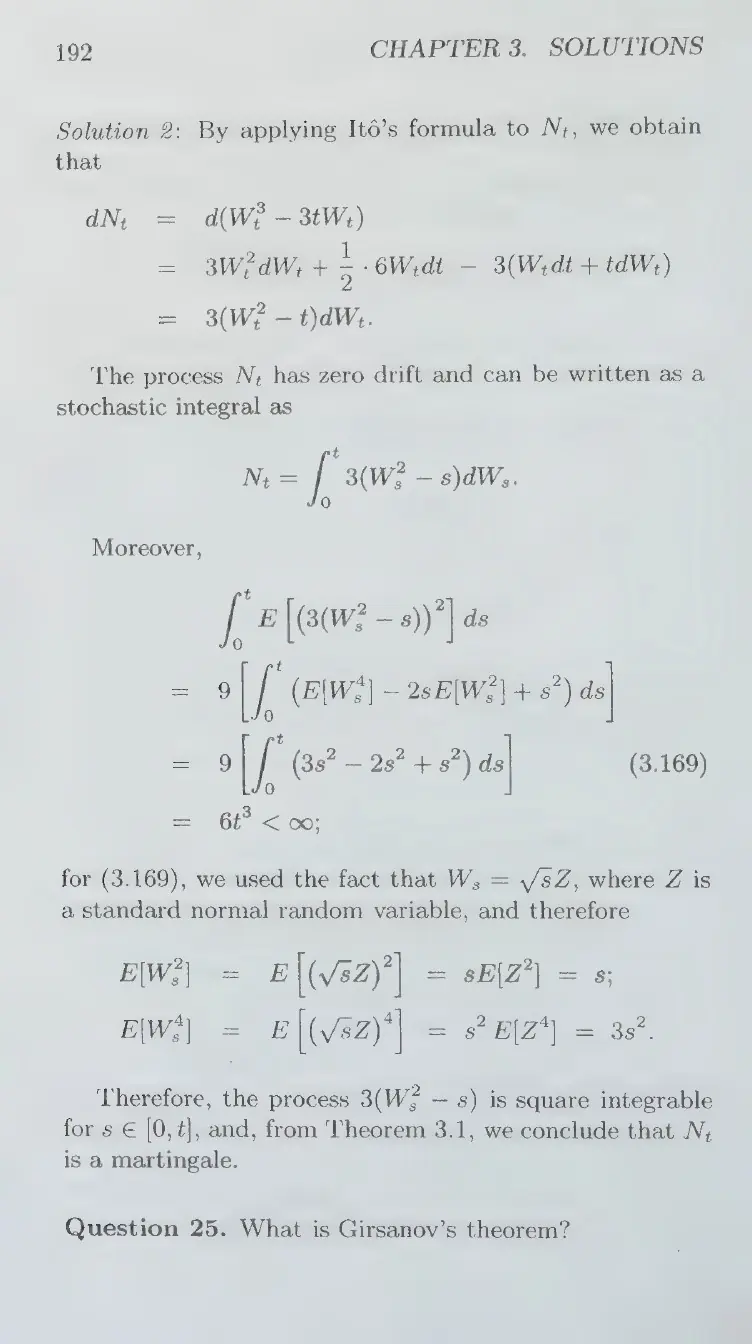 192 CHAPTER 3. SOLUTIONS
Solution 2: By applying Itô's formula to N_t, we obtain
that
dN_t = d(W_t^3 − 3tW_t)
= 3W_t^2 dW_t + 1/2 · 6W_t dt − 3(W_t dt + tdW_t)
= 3(W_t^2 − t)dW_t.
The process N_t has zero drift and can be written as a
stochastic integral as
N_t = ∫_0^t 3(W_s^2 − s)dW_s.
Moreover,
∫_0^t E [(3(W_s^2 − s))^2] ds
= 9 [∫_0^t (E[W_s^4] − 2sE[W_s^2] + s^2) ds]
= 9 [∫_0^t (3s^2 − 2s^2 + s^2) ds] (3.169)
= 6t^3 < ∞;
for (3.169), we used the fact that W_s = √sZ, where Z is
a standard normal random variable, and therefore
E[W_s^2] = E [(√sZ)^2] = sE[Z^2] = s;
E[W_s^4] = E [(√sZ)^4] = s^2 E[Z^4] = 3s^2.
Therefore, the process 3(W_s^2 − s) is square integrable
for s ∈ [0, t], and, from Theorem 3.1, we conclude that N_t
is a martingale.
Question 25. What is Girsanov's theorem?